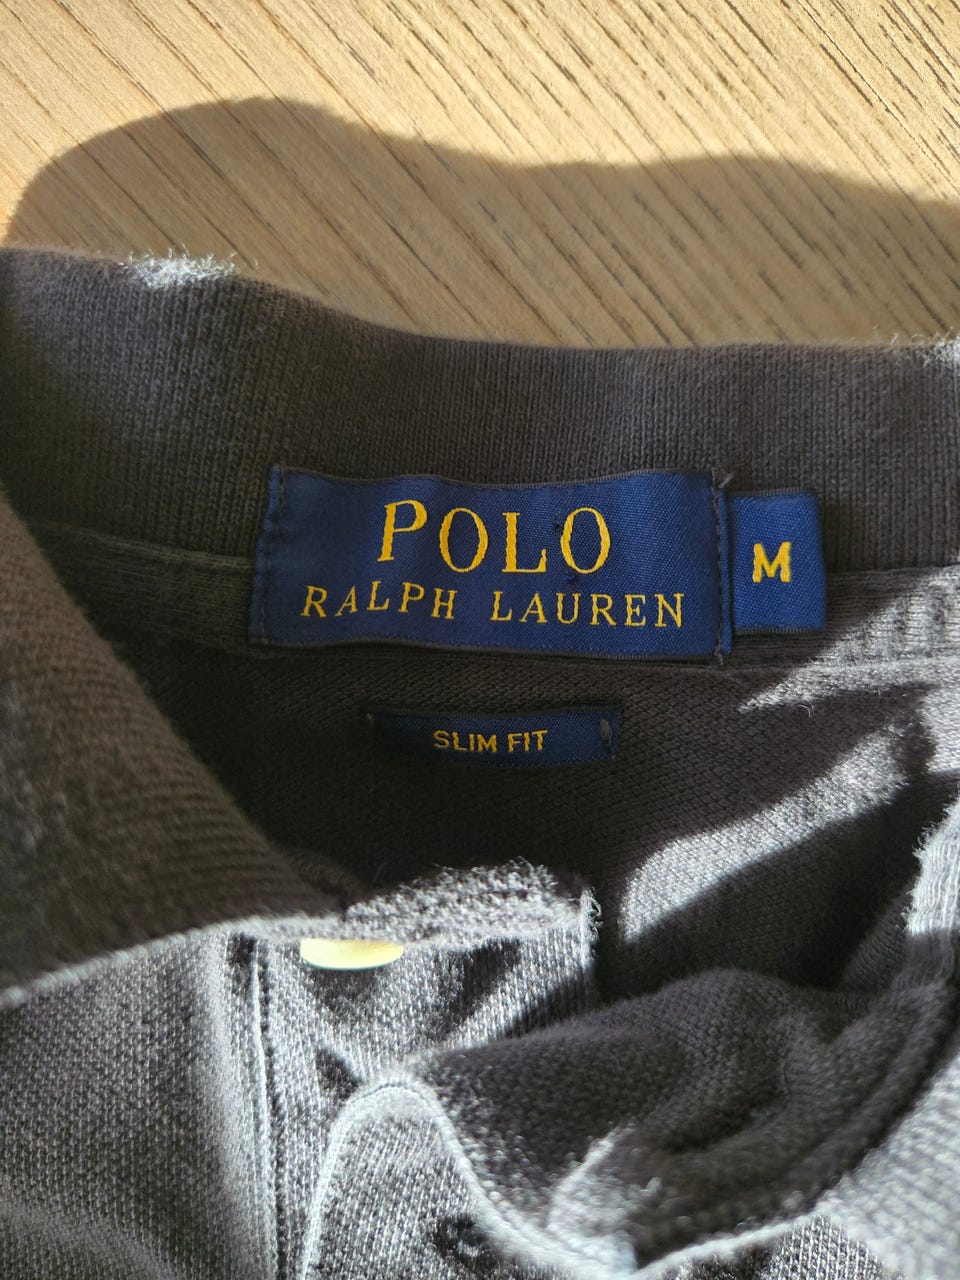 POLO
RALPH LAUREN
M
SLIM FIT